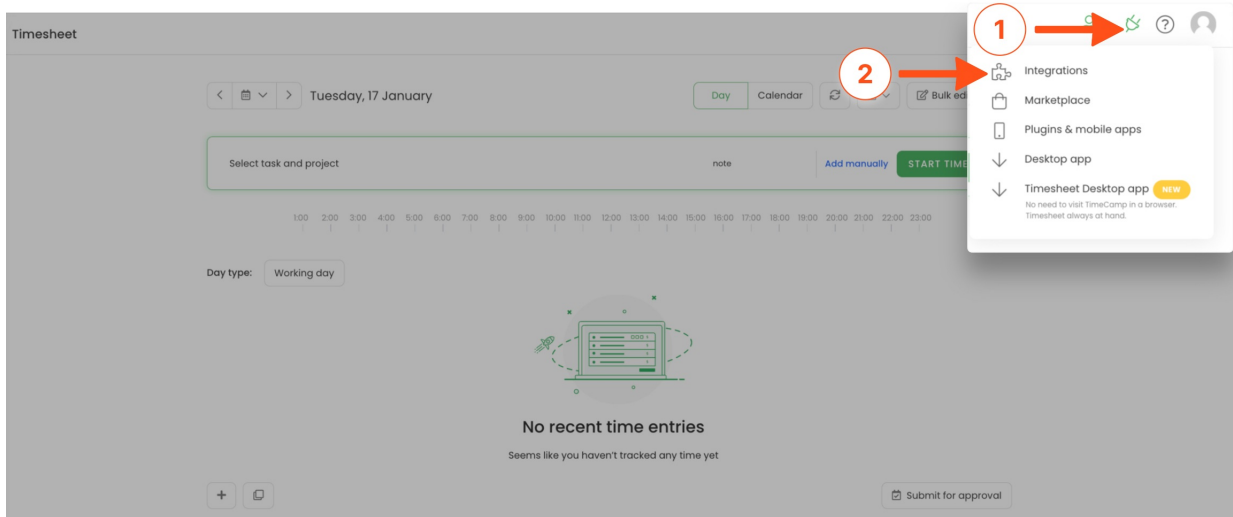 Timesheet
1
2
Integrations
Marketplace
Plugins & mobile apps
Desktop app
Timesheet Desktop app NEW
No need to visit TimeCamp in a browser.
Timesheet always at hand.
Tuesday, 17 January
Day Calendar Bulk
Select task and project note Add manually START
1:00 2:00 3:00 4:00 5:00 6:00 7:00 8:00 9:00 10:00 11:00 12:00 13:00 14:00 15:00 16:00 17:00 18:00 19:00 20:00 21:00 22:00 23:00
Day type: Working day
No recent time entries
Seems like you haven't tracked any time yet
Submit for approval